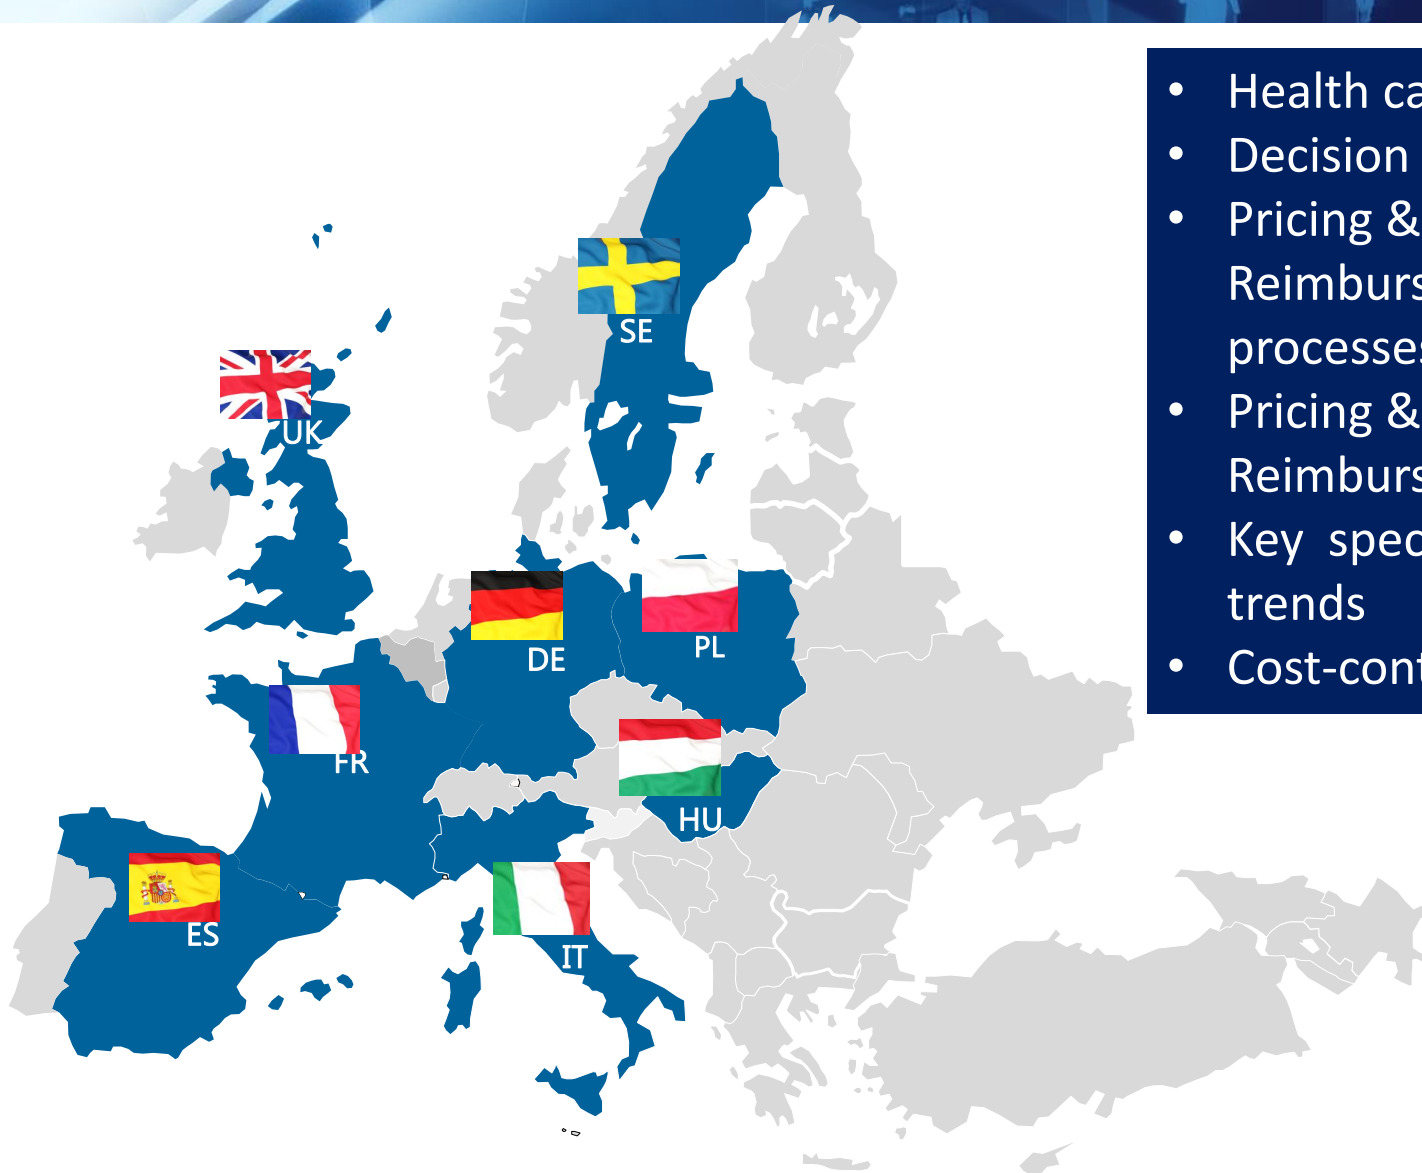 • Health ca
• Decision
• Pricing &
Reimburs
processes
• Pricing &
Reimburs
• Key spec
trends
• Cost-cont
SE
UK
DE
PL
FR
HU
ES
IT